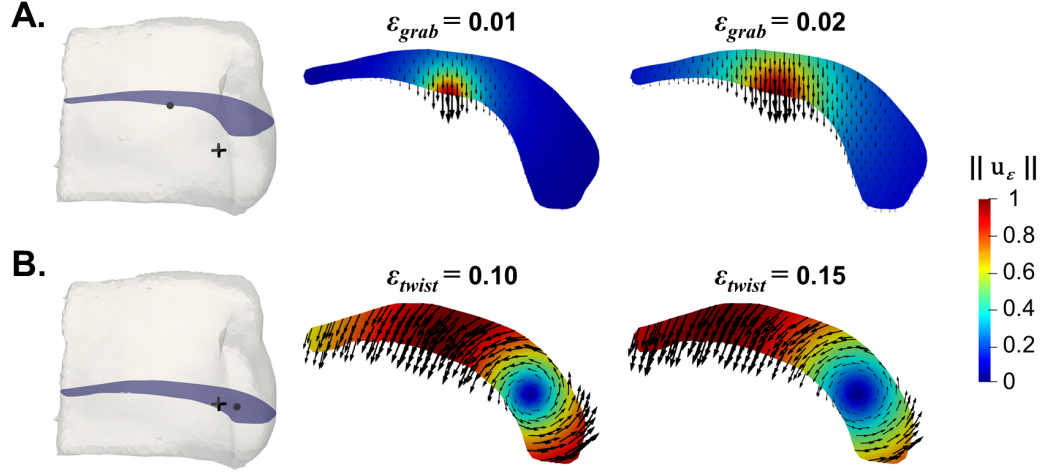 A.
ε_grab = 0.01
ε_grab = 0.02
|| u_ε ||
1
0.8
0.6
0.4
0.2
0
B.
ε_twist = 0.10
ε_twist = 0.15